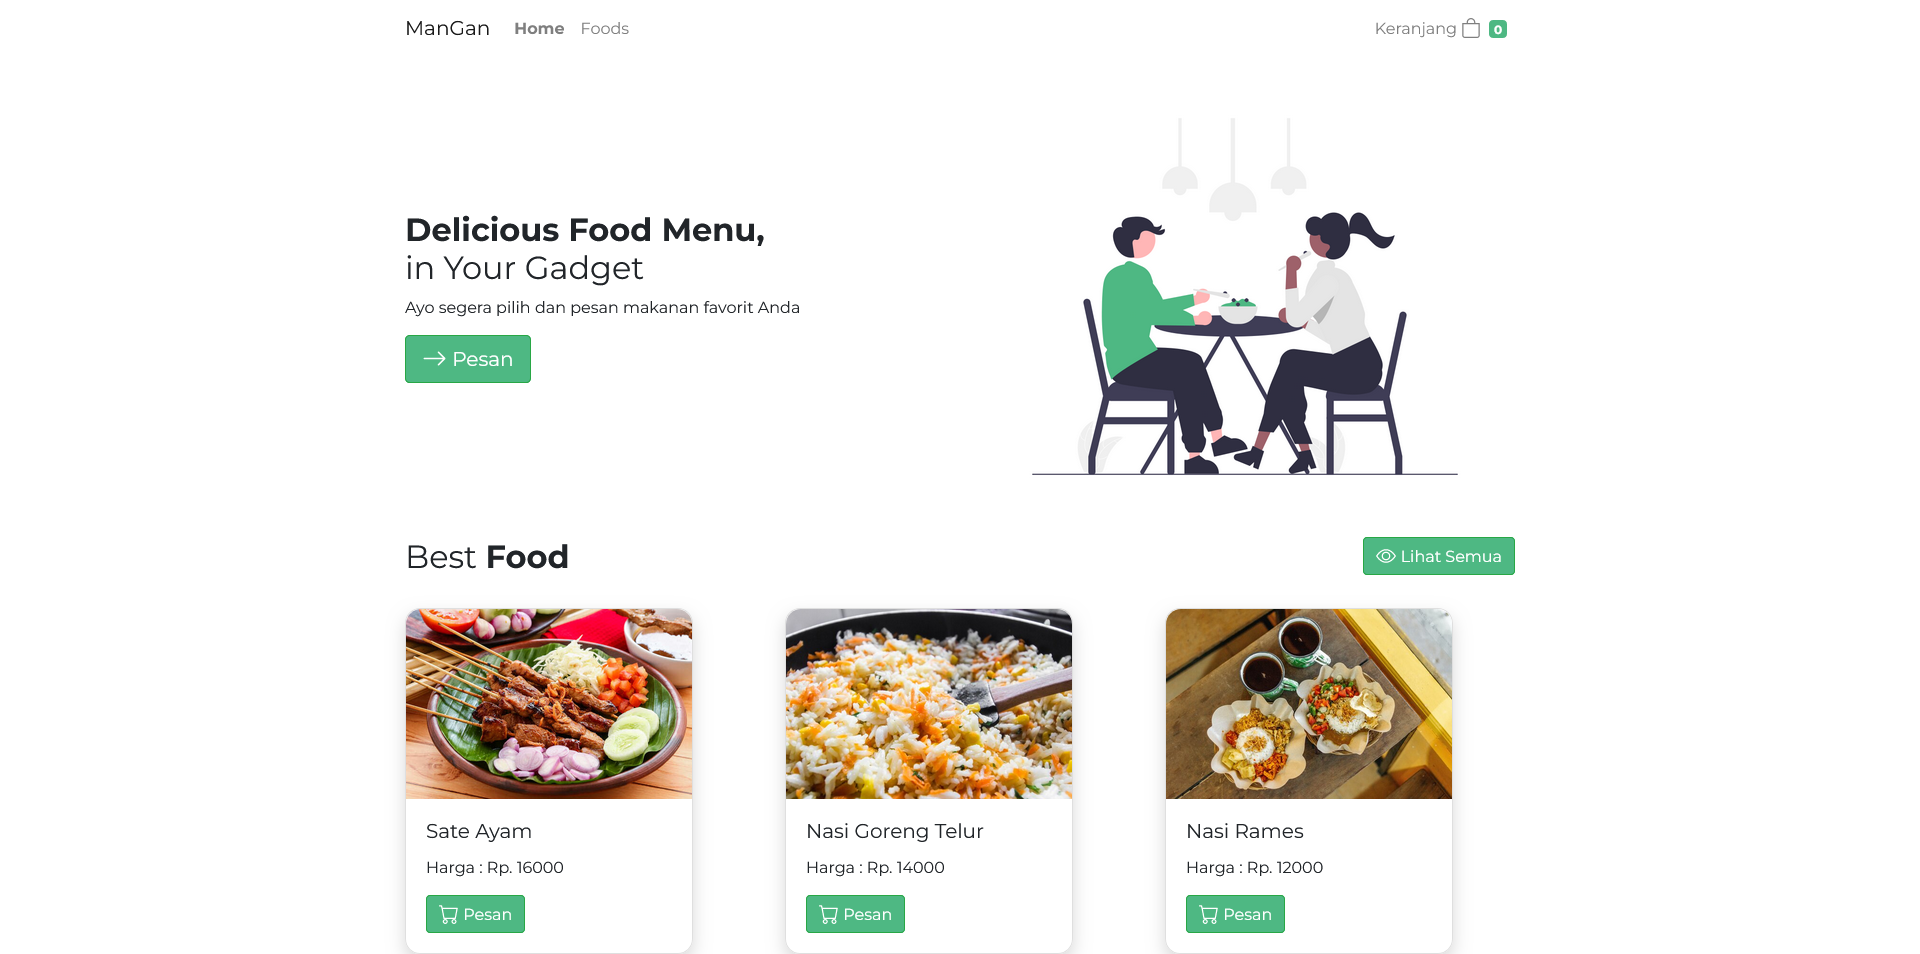 ManGan Home Foods Keranjang 0
Delicious Food Menu,
in Your Gadget
Ayo segera pilih dan pesan makanan favorit Anda
Pesan
Best Food
Lihat Semua
Sate Ayam
Harga : Rp. 16000
Pesan
Nasi Goreng Telur
Harga : Rp. 14000
Pesan
Nasi Rames
Harga : Rp. 12000
Pesan